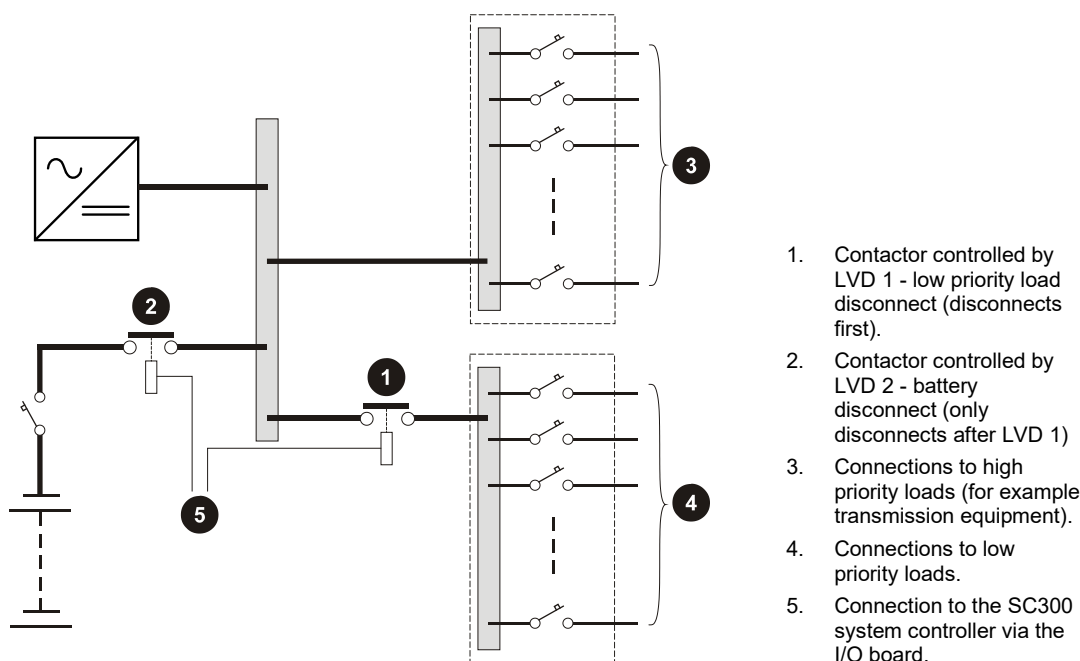 3
2
1
5
4
1. Contactor controlled by
LVD 1 - low priority load
disconnect (disconnects
first).
2. Contactor controlled by
LVD 2 - battery
disconnect (only
disconnects after LVD 1)
3. Connections to high
priority loads (for example
transmission equipment).
4. Connections to low
priority loads.
5. Connection to the SC300
system controller via the
I/O board.